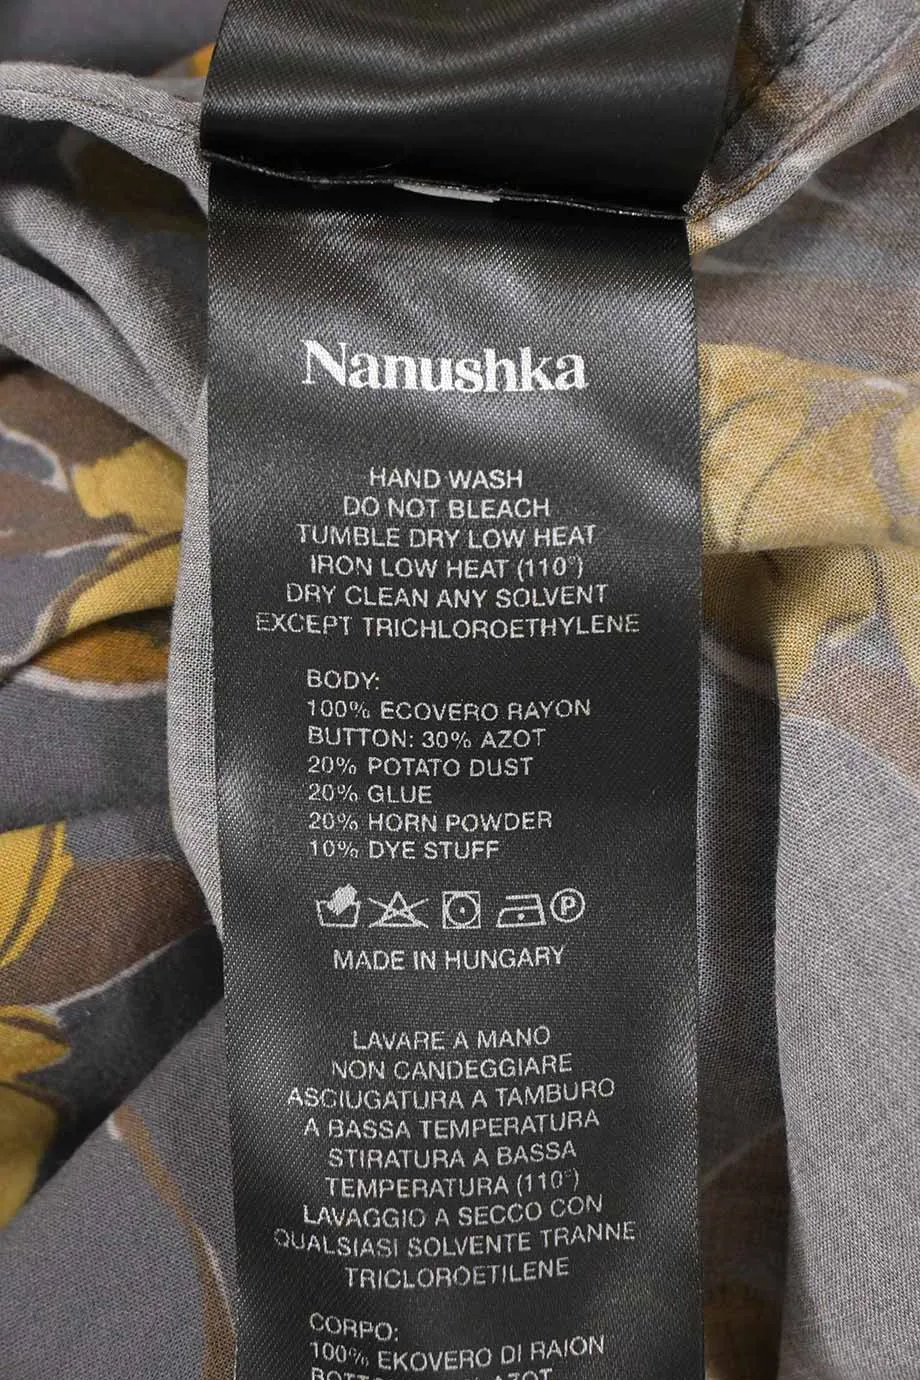 Nanushka
HAND WASH
DO NOT BLEACH
TUMBLE DRY LOW HEAT
IRON LOW HEAT (110°)
DRY CLEAN ANY SOLVENT
EXCEPT TRICHLOROETHYLENE
BODY:
100% ECOVERO RAYON
BUTTON: 30% AZOT
20% POTATO DUST
20% GLUE
20% HORN POWDER
10% DYE STUFF
P
MADE IN HUNGARY
LAVARE A MANO
NON CANDEGGIARE
ASCIUGATURA A TAMBURO
A BASSA TEMPERATURA
STIRATURA A BASSA
TEMPERATURA (110°)
LAVAGGIO A SECCO CON
QUALSIASI SOLVENTE TRANNE
TRICLOROETILENE
CORPO:
100% EKOVERO DI RAION